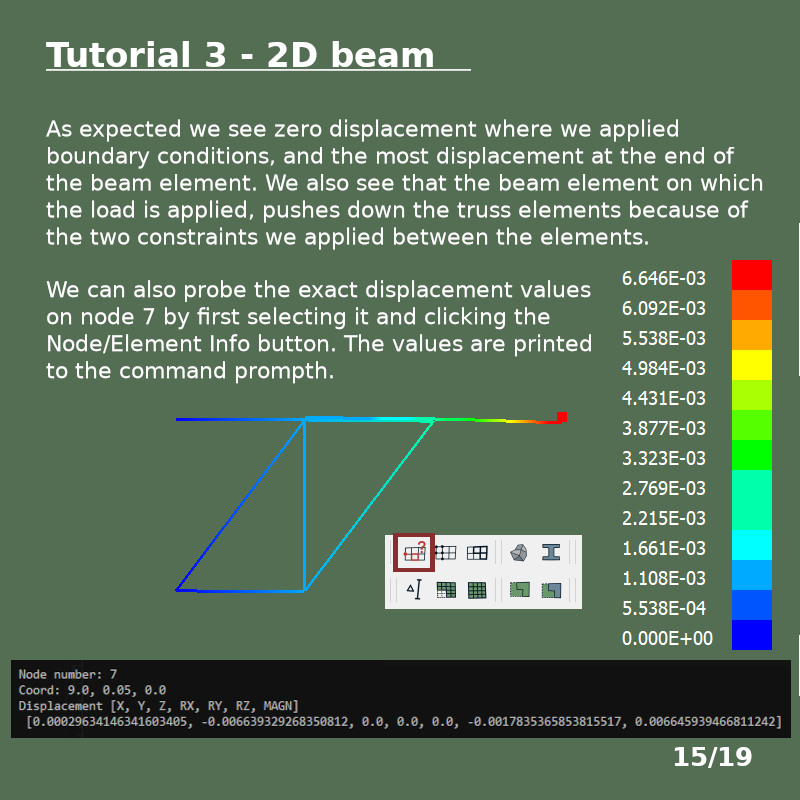 Tutorial 3 - 2D beam
As expected we see zero displacement where we applied
boundary conditions, and the most displacement at the end of
the beam element. We also see that the beam element on which
the load is applied, pushes down the truss elements because of
the two constraints we applied between the elements.
We can also probe the exact displacement values
on node 7 by first selecting it and clicking the
Node/Element Info button. The values are printed
to the command prompth.
6.646E-03
6.092E-03
5.538E-03
4.984E-03
4.431E-03
3.877E-03
3.323E-03
2.769E-03
2.215E-03
1.661E-03
1.108E-03
5.538E-04
0.000E+00
Node number: 7
Coord: 9.0, 0.05, 0.0
Displacement [X, Y, Z, RX, RY, RZ, MAGN]
[0.00029634146341603405, -0.006639329268350812, 0.0, 0.0, 0.0, -0.0017835365853815517, 0.006645939466811242]
15/19